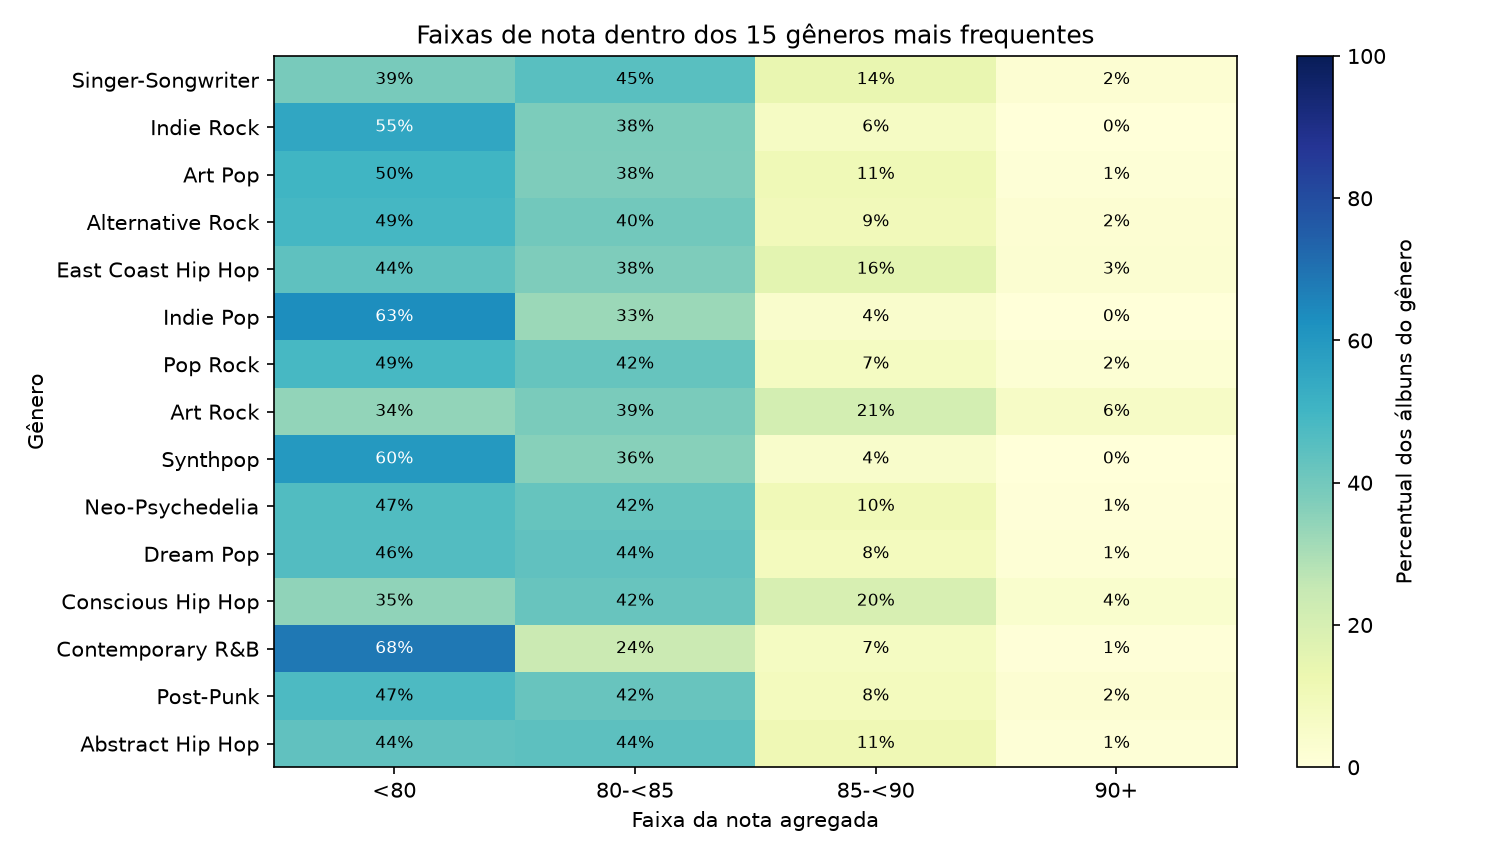 Faixas de nota dentro dos 15 gêneros mais frequentes
Gênero
Singer-Songwriter 39% 45% 14% 2%
Indie Rock 55% 38% 6% 0%
Art Pop 50% 38% 11% 1%
Alternative Rock 49% 40% 9% 2%
East Coast Hip Hop 44% 38% 16% 3%
Indie Pop 63% 33% 4% 0%
Pop Rock 49% 42% 7% 2%
Art Rock 34% 39% 21% 6%
Synthpop 60% 36% 4% 0%
Neo-Psychedelia 47% 42% 10% 1%
Dream Pop 46% 44% 8% 1%
Conscious Hip Hop 35% 42% 20% 4%
Contemporary R&B 68% 24% 7% 1%
Post-Punk 47% 42% 8% 2%
Abstract Hip Hop 44% 44% 11% 1%
<80 80-<85 85-<90 90+
Faixa da nota agregada
100
80
60
40
20
0
Percentual dos álbuns do gênero